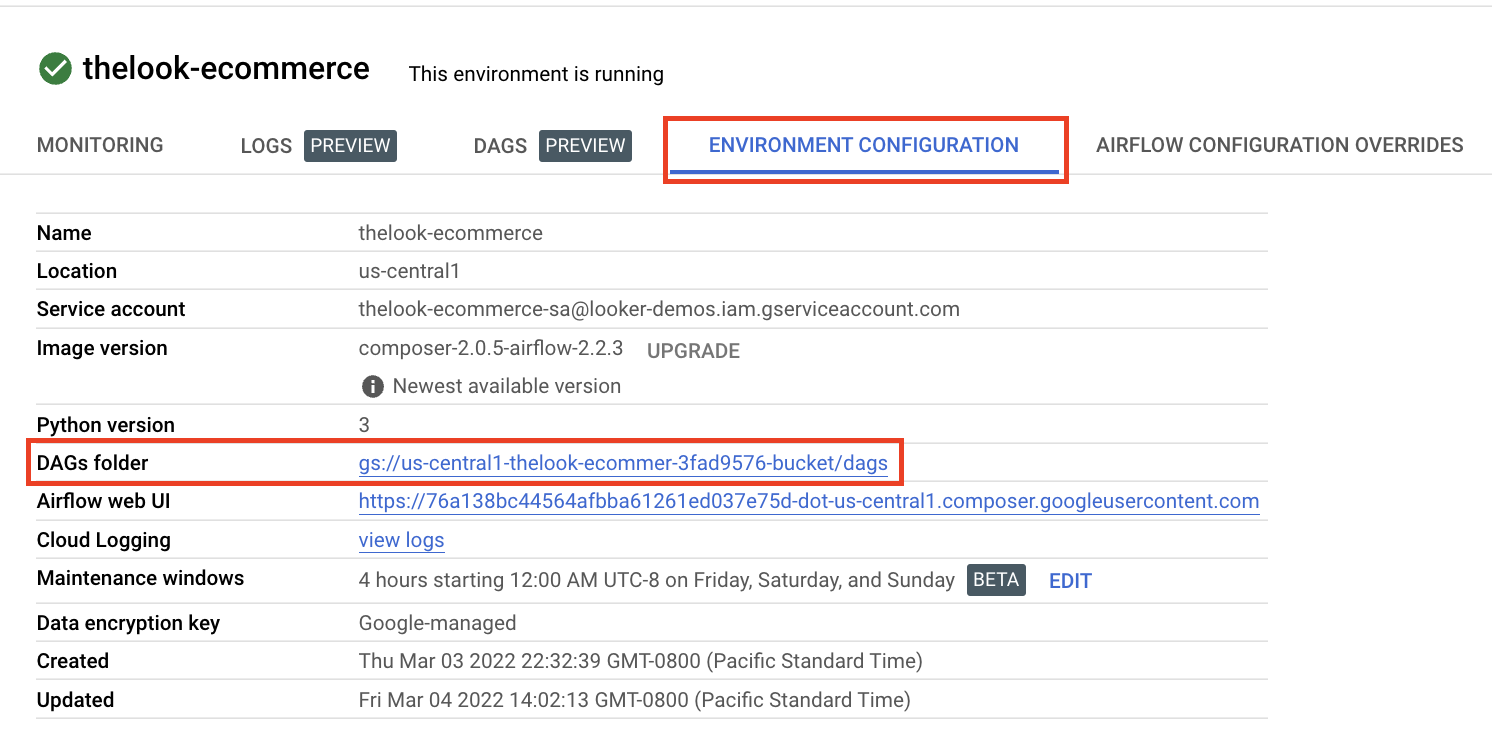 thelook-ecommerce This environment is running
MONITORING LOGS PREVIEW DAGS PREVIEW ENVIRONMENT CONFIGURATION AIRFLOW CONFIGURATION OVERRIDES
Name thelook-ecommerce
Location us-central1
Service account thelook-ecommerce-sa@looker-demos.iam.gserviceaccount.com
Image version composer-2.0.5-airflow-2.2.3 UPGRADE
Newest available version
Python version 3
DAGs folder gs://us-central1-thelook-ecommer-3fad9576-bucket/dags
Airflow web UI https://76a138bc44564afbba61261ed037e75d-dot-us-central1.composer.googleusercontent.com
Cloud Logging view logs
Maintenance windows 4 hours starting 12:00 AM UTC-8 on Friday, Saturday, and Sunday BETA EDIT
Data encryption key Google-managed
Created Thu Mar 03 2022 22:32:39 GMT-0800 (Pacific Standard Time)
Updated Fri Mar 04 2022 14:02:13 GMT-0800 (Pacific Standard Time)